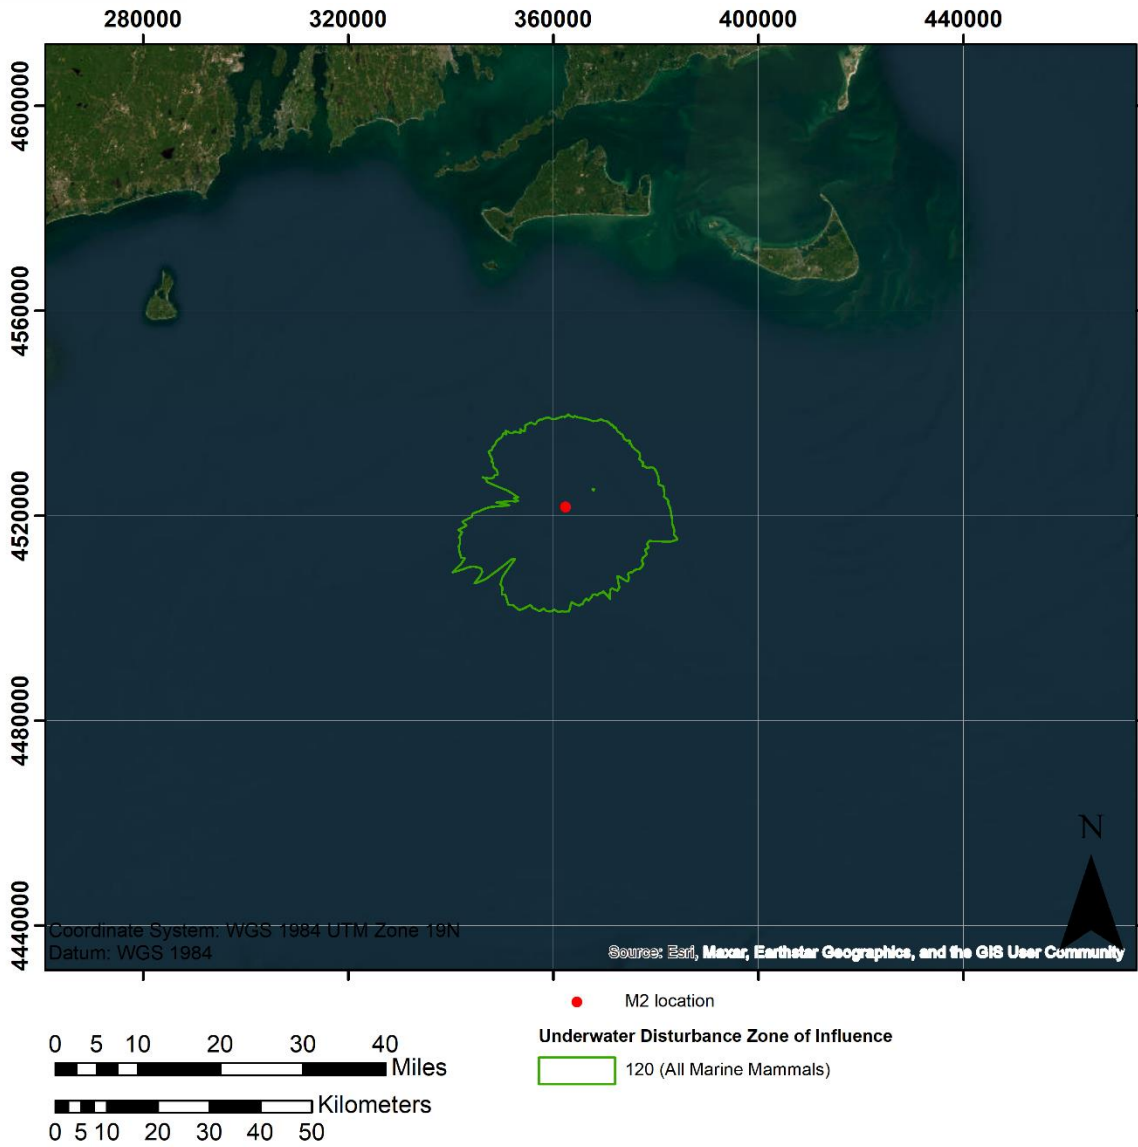 280000 320000 360000 400000 440000
4600000
4560000
4520000
4480000
4440000
N
Coordinate System: WGS 1984 UTM Zone 19N
Datum: WGS 1984
Source: Esri, Maxar, Earthstar Geographics, and the GIS User Community
M2 location
Underwater Disturbance Zone of Influence
120 (All Marine Mammals)
0 5 10 20 30 40
Miles
Kilometers
0 5 10 20 30 40 50